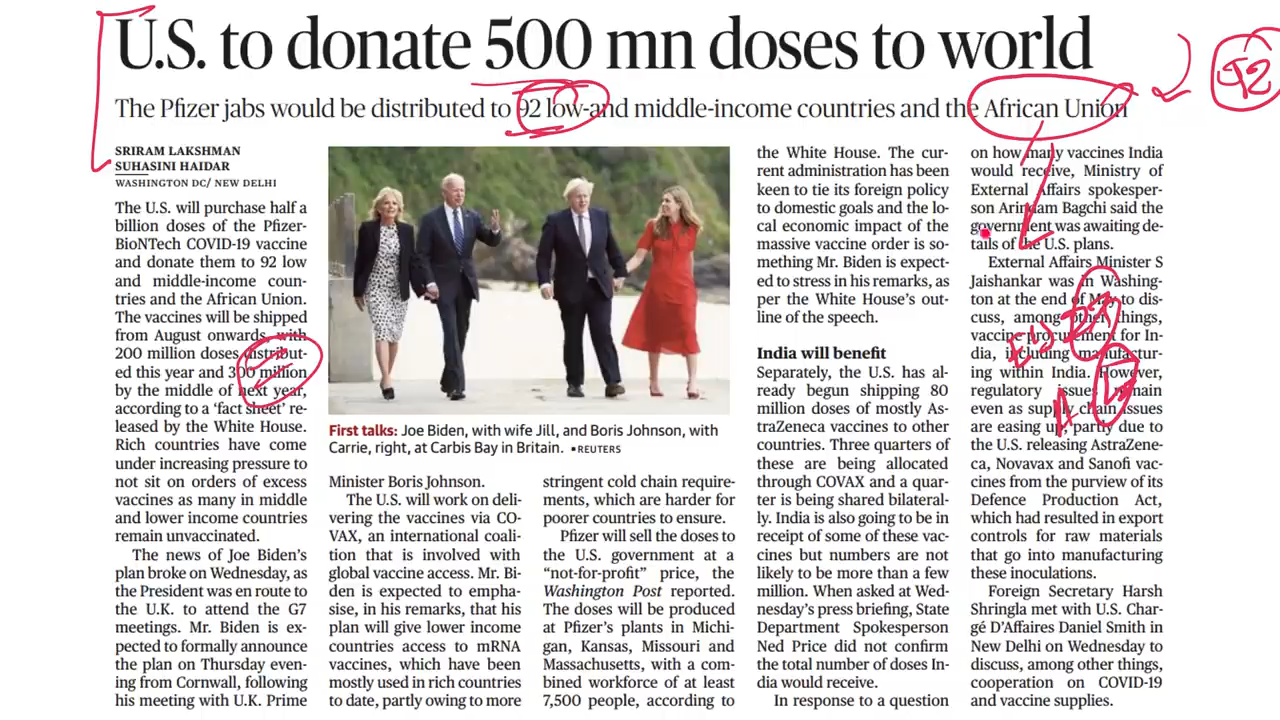 U.S. to donate 500 mn doses to world
The Pfizer jabs would be distributed to 92 low-and middle-income countries and the African Union
92
SRIRAM LAKSHMAN
SUHASINI HAIDAR
WASHINGTON DC/ NEW DELHI
The U.S. will purchase half a
billion doses of the Pfizer-
BioNTech COVID-19 vaccine
and donate them to 92 low
and middle-income coun-
tries and the African Union.
The vaccines will be shipped
from August onwards, with
200 million doses distribut-
ed this year and 300 million
by the middle of next year,
according to a ‘fact sheet’ re-
leased by the White House.
Rich countries have come
under increasing pressure to
not sit on orders of excess
vaccines as many in middle
and lower income countries
remain unvaccinated.
The news of Joe Biden’s
plan broke on Wednesday, as
the President was en route to
the U.K. to attend the G7
meetings. Mr. Biden is ex-
pected to formally announce
the plan on Thursday even-
ing from Cornwall, following
his meeting with U.K. Prime
First talks: Joe Biden, with wife Jill, and Boris Johnson, with
Carrie, right, at Carbis Bay in Britain. •REUTERS
Minister Boris Johnson.
The U.S. will work on deli-
vering the vaccines via CO-
VAX, an international coali-
tion that is involved with
global vaccine access. Mr. Bi-
den is expected to empha-
sise, in his remarks, that his
plan will give lower income
countries access to mRNA
vaccines, which have been
mostly used in rich countries
to date, partly owing to more
stringent cold chain require-
ments, which are harder for
poorer countries to ensure.
Pfizer will sell the doses to
the U.S. government at a
“not-for-profit” price, the
Washington Post reported.
The doses will be produced
at Pfizer’s plants in Michi-
gan, Kansas, Missouri and
Massachusetts, with a com-
bined workforce of at least
7,500 people, according to
the White House. The cur-
rent administration has been
keen to tie its foreign policy
to domestic goals and the lo-
cal economic impact of the
massive vaccine order is so-
mething Mr. Biden is expect-
ed to stress in his remarks, as
per the White House’s out-
line of the speech.
India will benefit
Separately, the U.S. has al-
ready begun shipping 80
million doses of mostly As-
traZeneca vaccines to other
countries. Three quarters of
these are being allocated
through COVAX and a quar-
ter is being shared bilateral-
ly. India is also going to be in
receipt of some of these vac-
cines but numbers are not
likely to be more than a few
million. When asked at Wed-
nesday’s press briefing, State
Department Spokesperson
Ned Price did not confirm
the total number of doses In-
dia would receive.
In response to a question
on how many vaccines India
would receive, Ministry of
External Affairs spokesper-
son Arindam Bagchi said the
government was awaiting de-
tails of the U.S. plans.
External Affairs Minister S
Jaishankar was in Washing-
ton at the end of May to dis-
cuss, among other things,
vaccine procurement for In-
dia, including manufactur-
ing within India. However,
regulatory issues remain
even as supply chain issues
are easing up, partly due to
the U.S. releasing AstraZene-
ca, Novavax and Sanofi vac-
cines from the purview of its
Defence Production Act,
which had resulted in export
controls for raw materials
that go into manufacturing
these inoculations.
Foreign Secretary Harsh
Shringla met with U.S. Char-
gé D’Affaires Daniel Smith in
New Delhi on Wednesday to
discuss, among other things,
cooperation on COVID-19
and vaccine supplies.